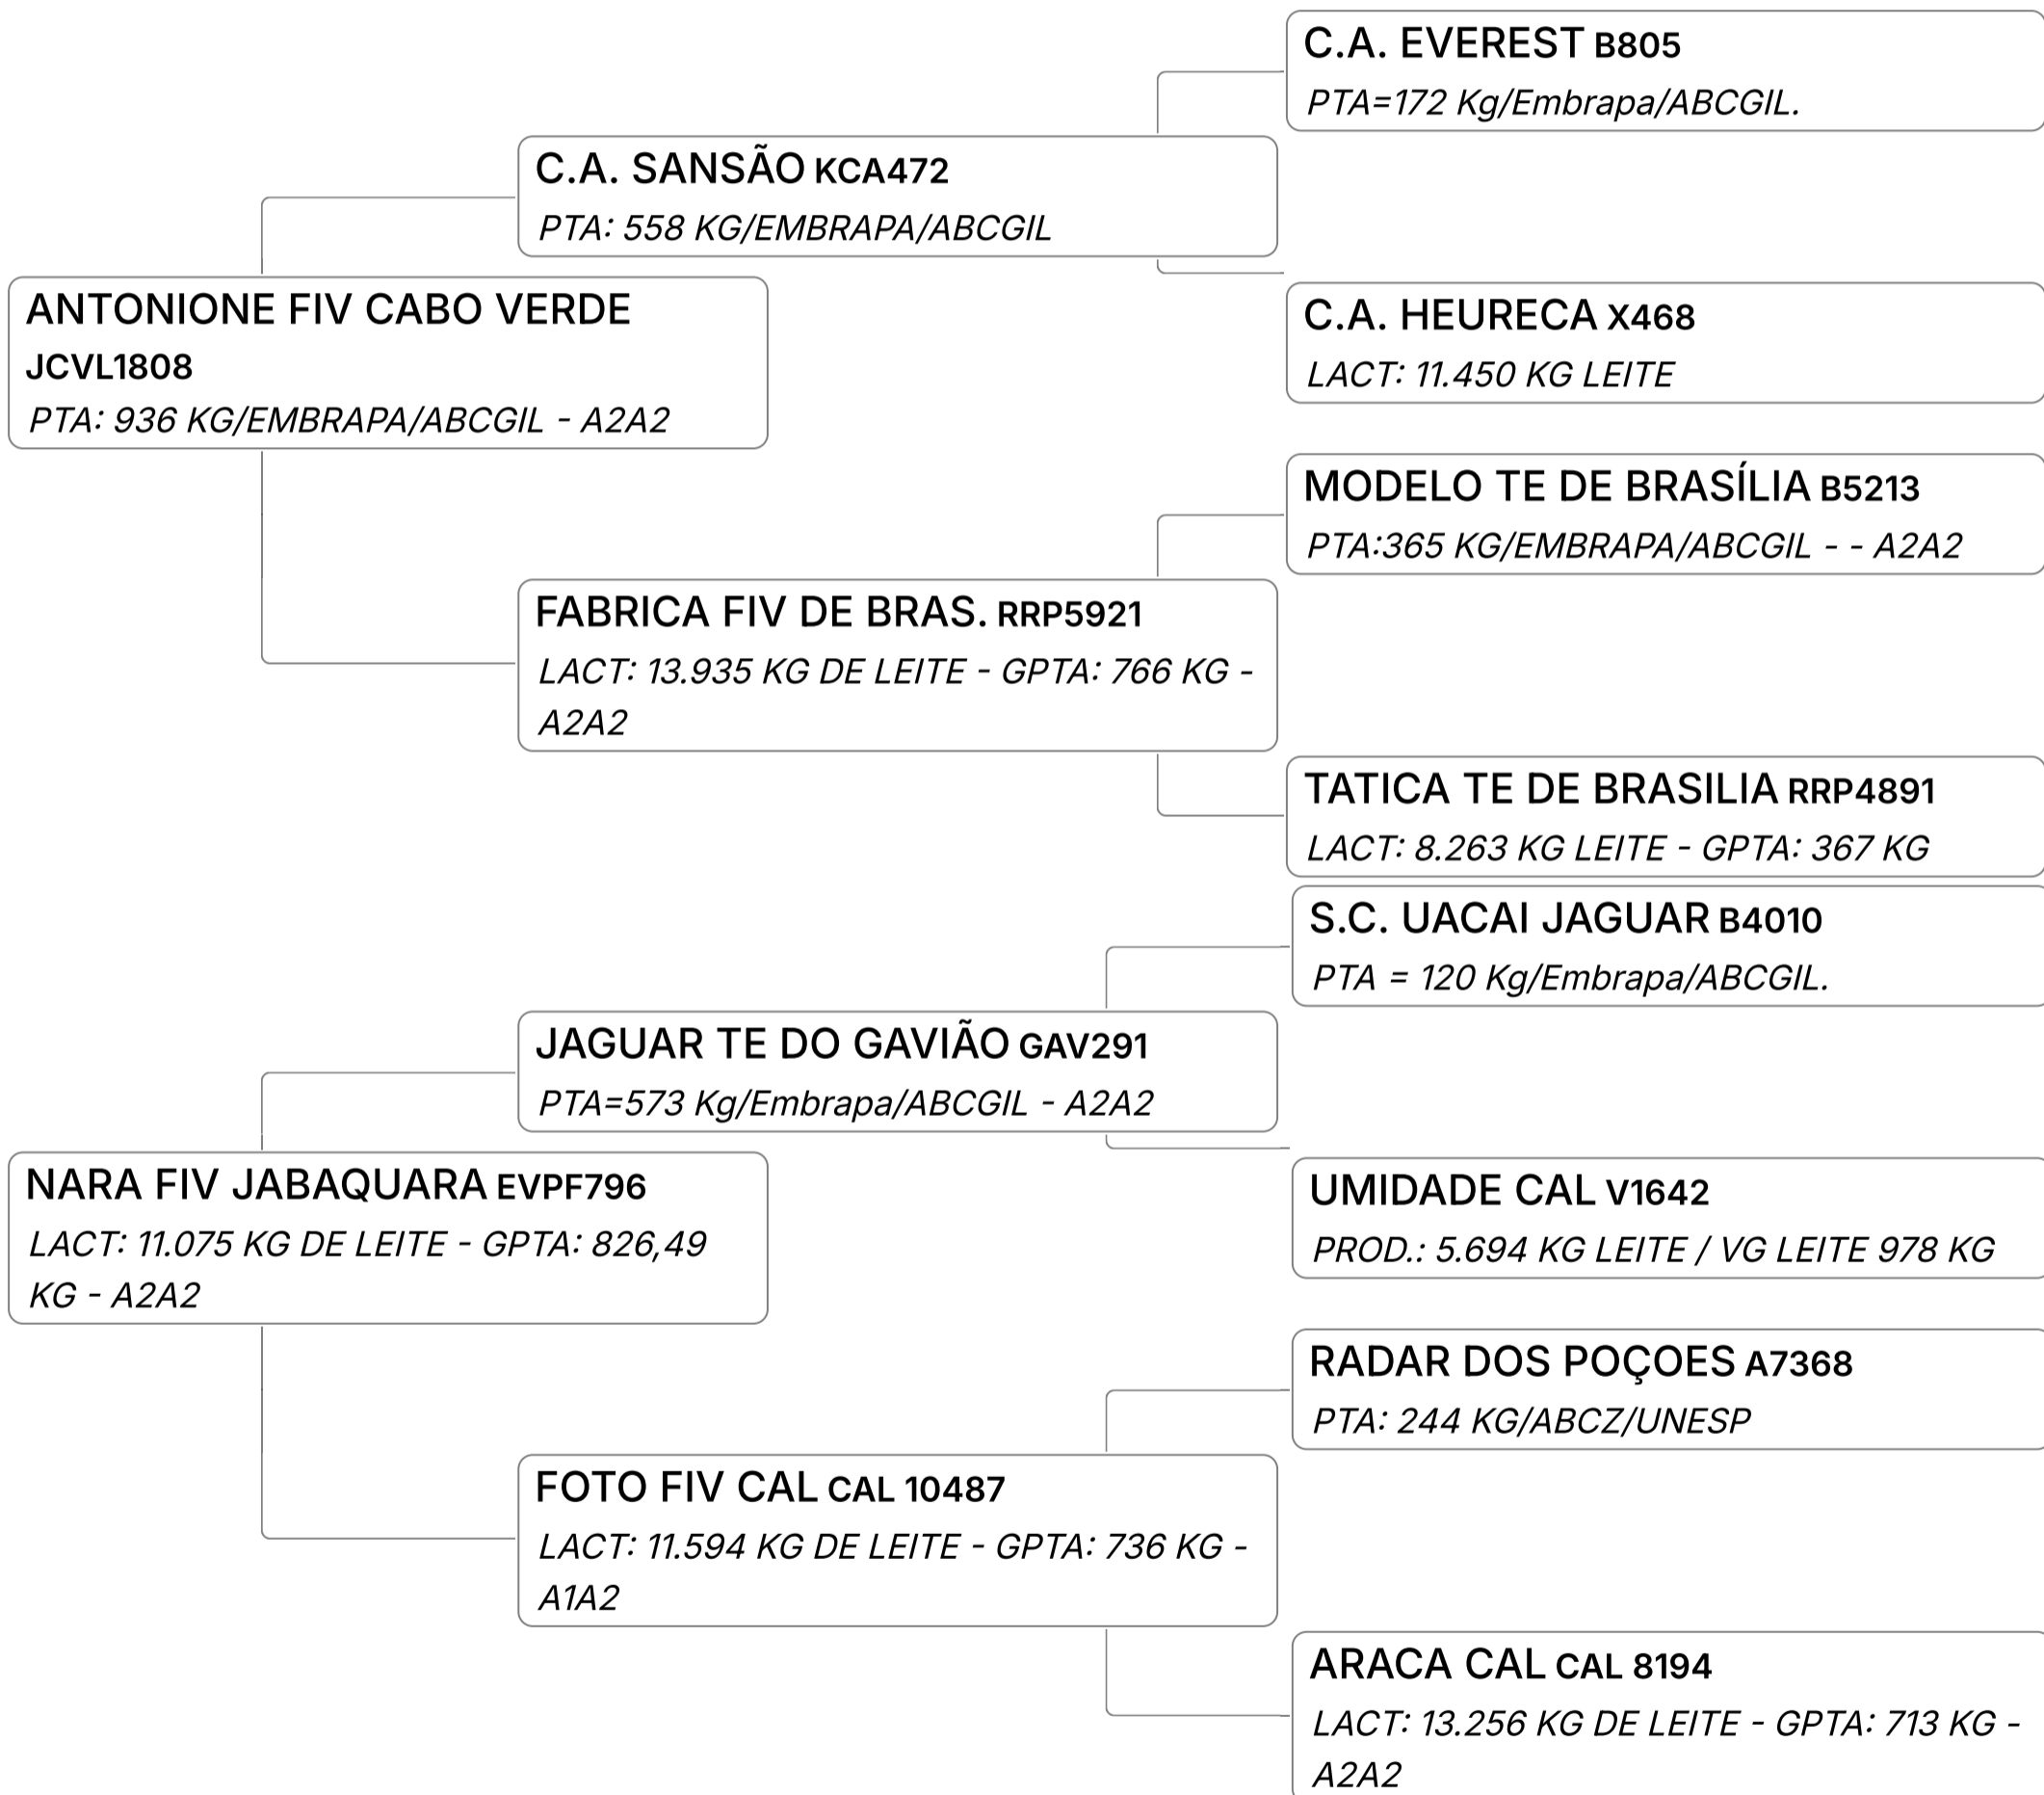 C.A. EVEREST B805
PTA=172 Kg/Embrapa/ABCGIL.
C.A. SANSÃO KCA472
PTA: 558 KG/EMBRAPA/ABCGIL
ANTONIONE FIV CABO VERDE
JCVL1808
PTA: 936 KG/EMBRAPA/ABCGIL - A2A2
C.A. HEURECA X468
LACT: 11.450 KG LEITE
MODELO TE DE BRASÍLIA B5213
PTA:365 KG/EMBRAPA/ABCGIL - - A2A2
FABRICA FIV DE BRAS. RRP5921
LACT: 13.935 KG DE LEITE - GPTA: 766 KG -
A2A2
TATICA TE DE BRASILIA RRP4891
LACT: 8.263 KG LEITE - GPTA: 367 KG
S.C. UACAI JAGUAR B4010
PTA = 120 Kg/Embrapa/ABCGIL.
JAGUAR TE DO GAVIÃO GAV291
PTA=573 Kg/Embrapa/ABCGIL - A2A2
NARA FIV JABAQUARA EVPF796
LACT: 11.075 KG DE LEITE - GPTA: 826,49
KG - A2A2
UMIDADE CAL V1642
PROD.: 5.694 KG LEITE / VG LEITE 978 KG
RADAR DOS POÇOES A7368
PTA: 244 KG/ABCZ/UNESP
FOTO FIV CAL CAL 10487
LACT: 11.594 KG DE LEITE - GPTA: 736 KG -
A1A2
ARACA CAL CAL 8194
LACT: 13.256 KG DE LEITE - GPTA: 713 KG -
A2A2